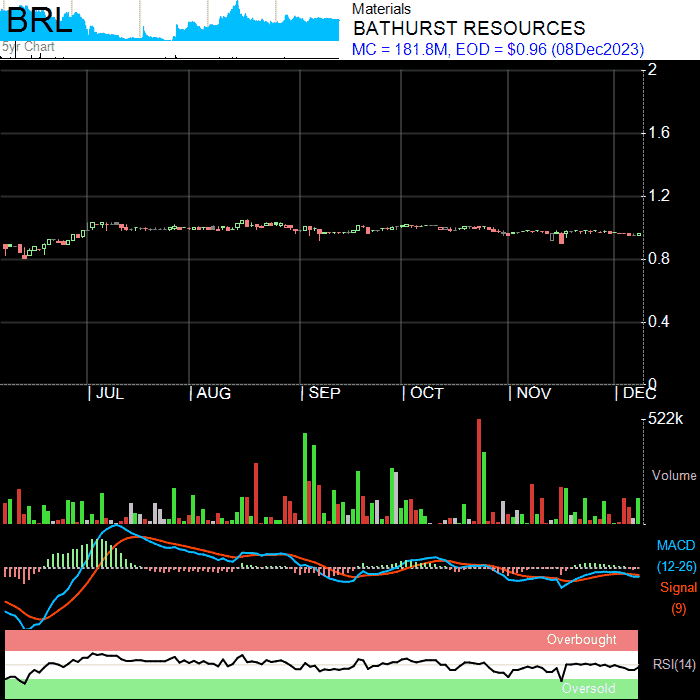 BRL
5yr Chart
Materials
BATHURST RESOURCES
MC = 181.8M, EOD = $0.96 (08Dec2023)
2
1.6
1.2
0.8
0.4
0
JUL AUG SEP OCT NOV DEC
522k
Volume
MACD
(12-26)
Signal
(9)
Overbought
RSI(14)
Oversold